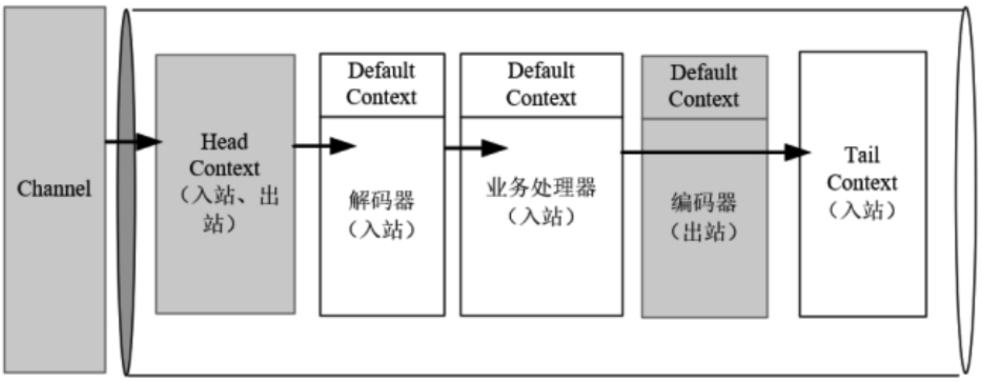 Channel
Head
Context
（入站、出
站）
Default
Context
解码器
（入站）
Default
Context
业务处理器
（入站）
Default
Context
编码器
（出站）
Tail
Context
（入站）